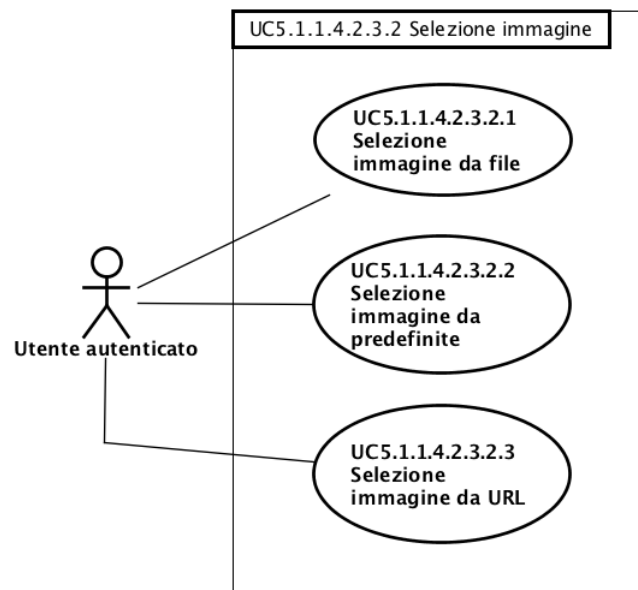 UC5.1.1.4.2.3.2 Selezione immagine
UC5.1.1.4.2.3.2.1
Selezione
immagine da file
UC5.1.1.4.2.3.2.2
Selezione
immagine da
predefinite
Utente autenticato
UC5.1.1.4.2.3.2.3
Selezione
immagine da URL